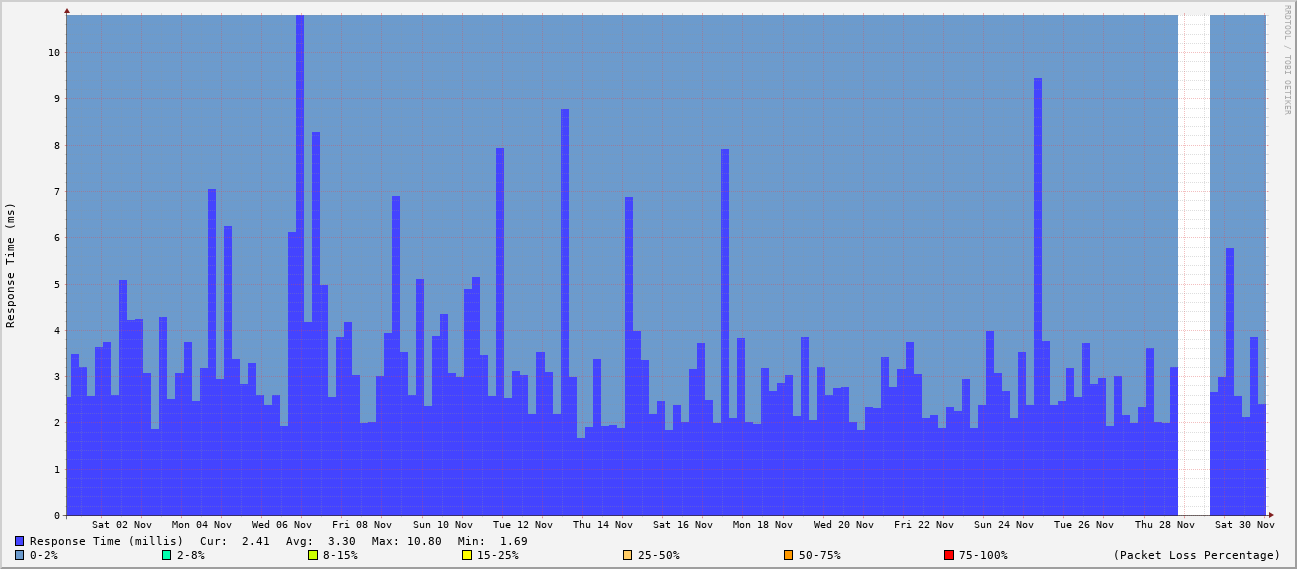 RRDTOOL / TOBI OETIKER
Response Time (ms)
10
9
8
7
6
5
4
3
2
1
0
Sat 02 Nov Mon 04 Nov Wed 06 Nov Fri 08 Nov Sun 10 Nov Tue 12 Nov Thu 14 Nov Sat 16 Nov Mon 18 Nov Wed 20 Nov Fri 22 Nov Sun 24 Nov Tue 26 Nov Thu 28 Nov Sat 30 Nov
Response Time (millis) Cur: 2.41 Avg: 3.30 Max: 10.80 Min: 1.69
0-2% 2-8% 8-15% 15-25% 25-50% 50-75% 75-100% (Packet Loss Percentage)